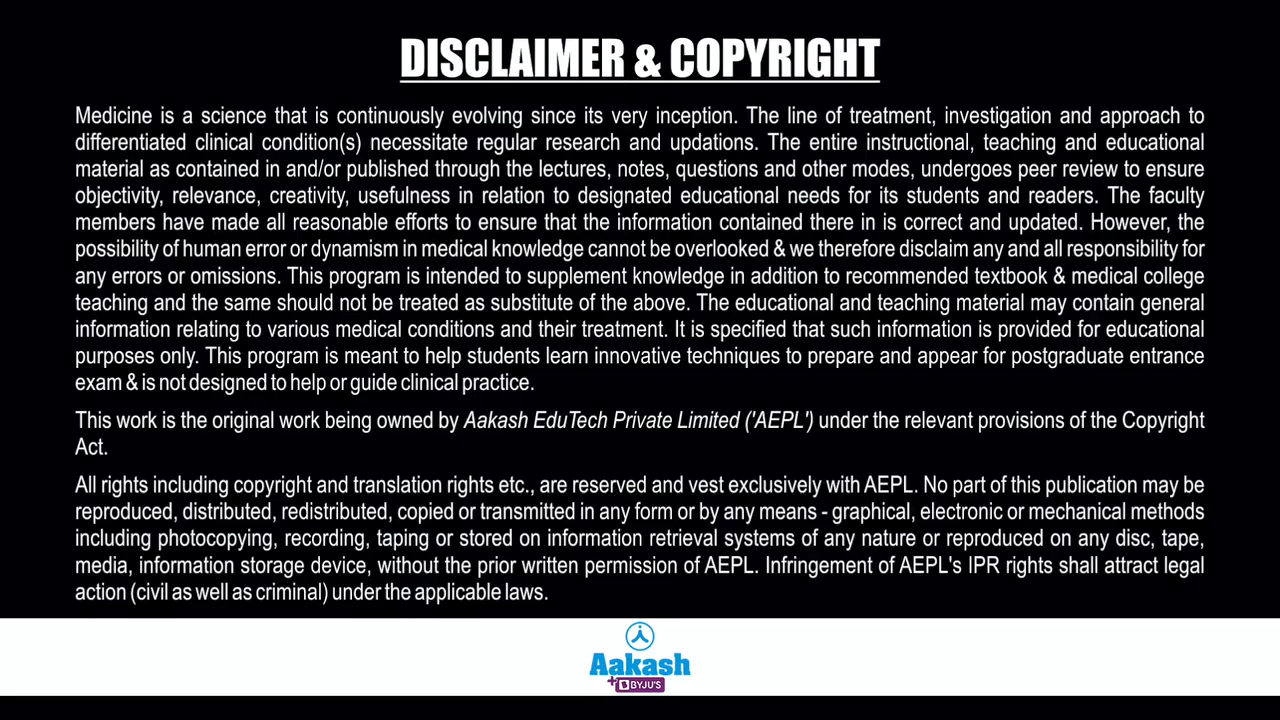 DISCLAIMER & COPYRIGHT
Medicine is a science that is continuously evolving since its very inception. The line of treatment, investigation and approach to
differentiated clinical condition(s) necessitate regular research and updations. The entire instructional, teaching and educational
material as contained in and/or published through the lectures, notes, questions and other modes, undergoes peer review to ensure
objectivity, relevance, creativity, usefulness in relation to designated educational needs for its students and readers. The faculty
members have made all reasonable efforts to ensure that the information contained there in is correct and updated. However, the
possibility of human error or dynamism in medical knowledge cannot be overlooked & we therefore disclaim any and all responsibility for
any errors or omissions. This program is intended to supplement knowledge in addition to recommended textbook & medical college
teaching and the same should not be treated as substitute of the above. The educational and teaching material may contain general
information relating to various medical conditions and their treatment. It is specified that such information is provided for educational
purposes only. This program is meant to help students learn innovative techniques to prepare and appear for postgraduate entrance
exam & is not designed to help or guide clinical practice.
This work is the original work being owned by Aakash EduTech Private Limited ('AEPL') under the relevant provisions of the Copyright
Act.
All rights including copyright and translation rights etc., are reserved and vest exclusively with AEPL. No part of this publication may be
reproduced, distributed, redistributed, copied or transmitted in any form or by any means - graphical, electronic or mechanical methods
including photocopying, recording, taping or stored on information retrieval systems of any nature or reproduced on any disc, tape,
media, information storage device, without the prior written permission of AEPL. Infringement of AEPL's IPR rights shall attract legal
action (civil as well as criminal) under the applicable laws.
Aakash
+ BYJU'S